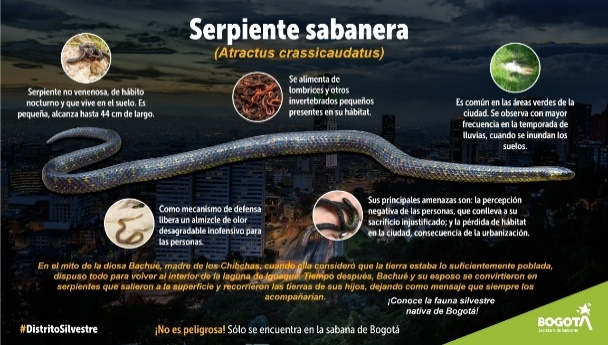 Serpiente sabanera
(Atractus crassicaudatus)
Serpiente no venenosa, de hábito
nocturno y que vive en el suelo. Es
pequeña, alcanza hasta 44 cm de largo.
Se alimenta de
lombrices y otros
invertebrados pequeños
presentes en su hábitat.
Es común en las áreas verdes de la
ciudad. Se observa con mayor
frecuencia en la temporada de
lluvias, cuando se inundan los
suelos.
Como mecanismo de defensa
libera un almizcle de olor
desagradable inofensivo para
las personas.
Sus principales amenazas son: la percepción
negativa de las personas, que conlleva a su
sacrificio injustificado; y la pérdida de hábitat
en la ciudad, consecuencia de la urbanización.
En el mito de la diosa Bachué, madre de los Chibchas, cuando ella consideró que la tierra estaba lo suficientemente poblada,
dispuso todo para volver al interior de la laguna de Iguaque. Tiempo después, Bachué y su esposo se convirtieron en
serpientes que salieron a la superficie y recorrieron las tierras de sus hijos, dejando como mensaje que siempre los
acompañarían.
¡Conoce la fauna silvestre
nativa de Bogotá!
#DistritoSilvestre
¡No es peligrosa! Sólo se encuentra en la sabana de Bogotá
BOGOTÁ